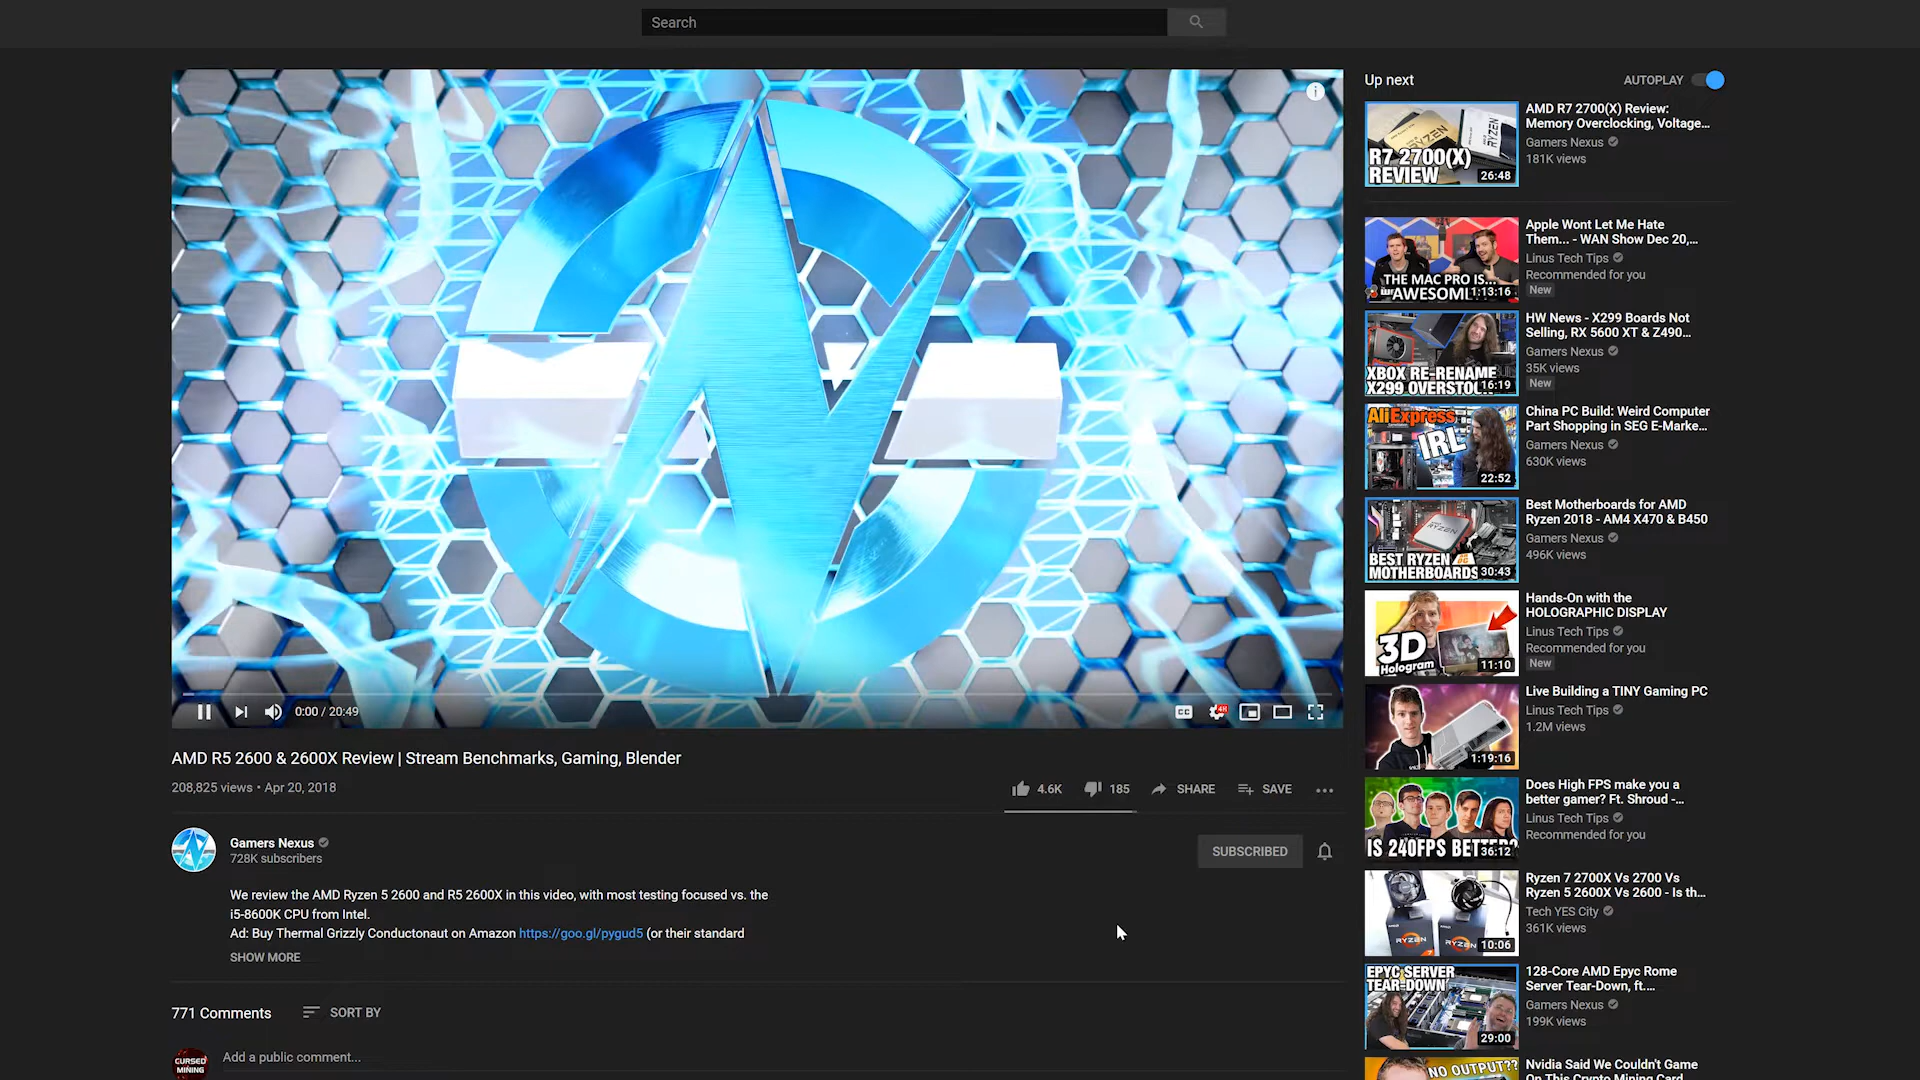 Search
0:00 / 20:49
CC
AMD R5 2600 & 2600X Review | Stream Benchmarks, Gaming, Blender
208,825 views • Apr 20, 2018
4.6K
185
SHARE
SAVE
Gamers Nexus
728K subscribers
SUBSCRIBED
We review the AMD Ryzen 5 2600 and R5 2600X in this video, with most testing focused vs. the
i5-8600K CPU from Intel.
Ad: Buy Thermal Grizzly Conductonaut on Amazon https://goo.gl/pygud5 (or their standard
SHOW MORE
771 Comments
SORT BY
CURSED
MINING
Add a public comment...
Up next
AUTOPLAY
R7 2700(X)
REVIEW
26:48
AMD R7 2700(X) Review:
Memory Overclocking, Voltage...
Gamers Nexus
181K views
THE MAC PRO IS...
AWESOME
1:13:16
Apple Wont Let Me Hate
Them... - WAN Show Dec 20,...
Linus Tech Tips
Recommended for you
New
XBOX RE-RENAME
X299 OVERSTO
16:19
HW News - X299 Boards Not
Selling, RX 5600 XT & Z490...
Gamers Nexus
35K views
New
AliExpress
IRL
22:52
China PC Build: Weird Computer
Part Shopping in SEG E-Marke...
Gamers Nexus
630K views
RYZEN
BEST RYZEN
MOTHERBOARDS
30:43
Best Motherboards for AMD
Ryzen 2018 - AM4 X470 & B450
Gamers Nexus
496K views
3D
Hologram
11:10
Hands-On with the
HOLOGRAPHIC DISPLAY
Linus Tech Tips
Recommended for you
New
1:19:16
Live Building a TINY Gaming PC
Linus Tech Tips
1.2M views
IS 240FPS BETTER?
36:12
Does High FPS make you a
better gamer? Ft. Shroud -...
Linus Tech Tips
Recommended for you
RYZEN
RYZEN
10:06
Ryzen 7 2700X Vs 2700 Vs
Ryzen 5 2600X Vs 2600 - Is th...
Tech YES City
361K views
EPYC SERVER
TEAR-DOWN
29:00
128-Core AMD Epyc Rome
Server Tear-Down, ft....
Gamers Nexus
199K views
NO OUTPUT??
Nvidia Said We Couldn't Game
On This Crypto Mining Card